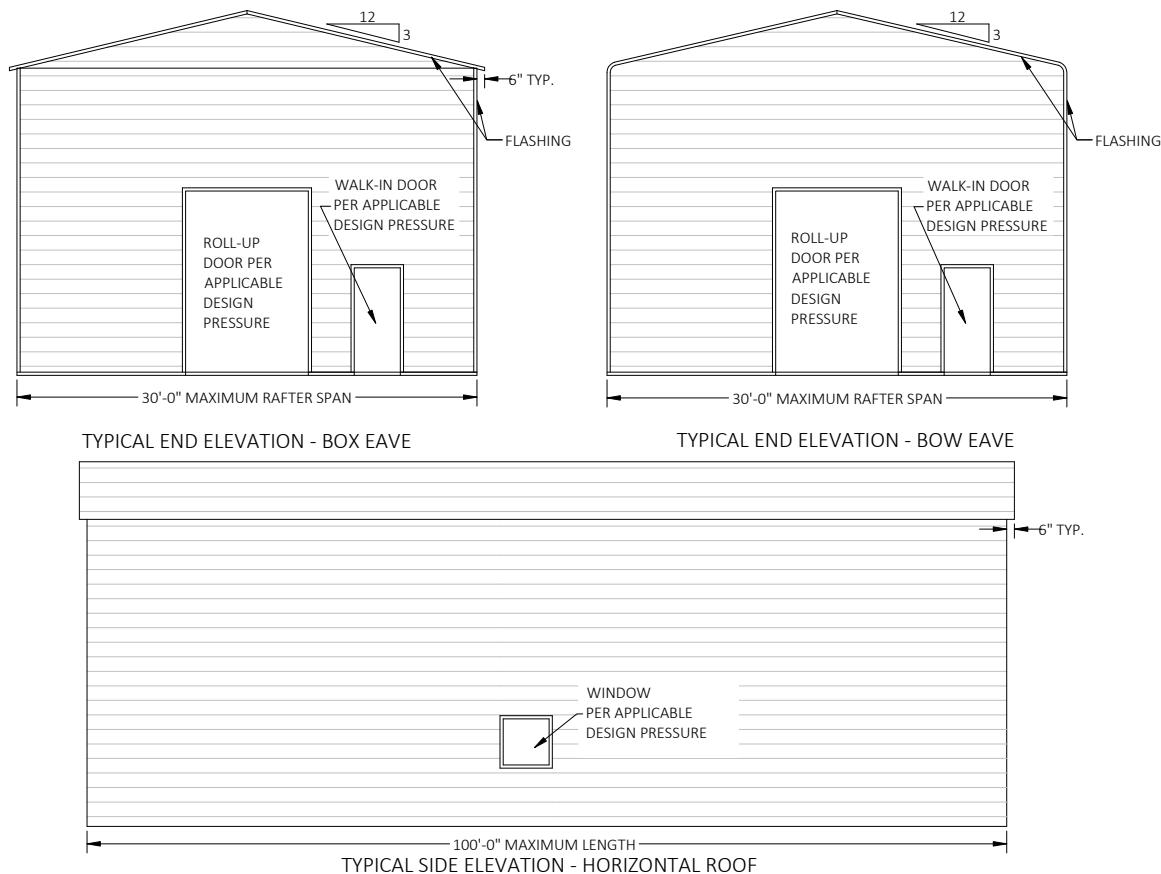 12
3
6" TYP.
FLASHING
WALK-IN DOOR
PER APPLICABLE
DESIGN PRESSURE
ROLL-UP
DOOR PER
APPLICABLE
DESIGN
PRESSURE
30'-0" MAXIMUM RAFTER SPAN
TYPICAL END ELEVATION - BOX EAVE
12
3
FLASHING
WALK-IN DOOR
PER APPLICABLE
DESIGN PRESSURE
ROLL-UP
DOOR PER
APPLICABLE
DESIGN
PRESSURE
30'-0" MAXIMUM RAFTER SPAN
TYPICAL END ELEVATION - BOW EAVE
6" TYP.
WINDOW
PER APPLICABLE
DESIGN PRESSURE
100'-0" MAXIMUM LENGTH
TYPICAL SIDE ELEVATION - HORIZONTAL ROOF